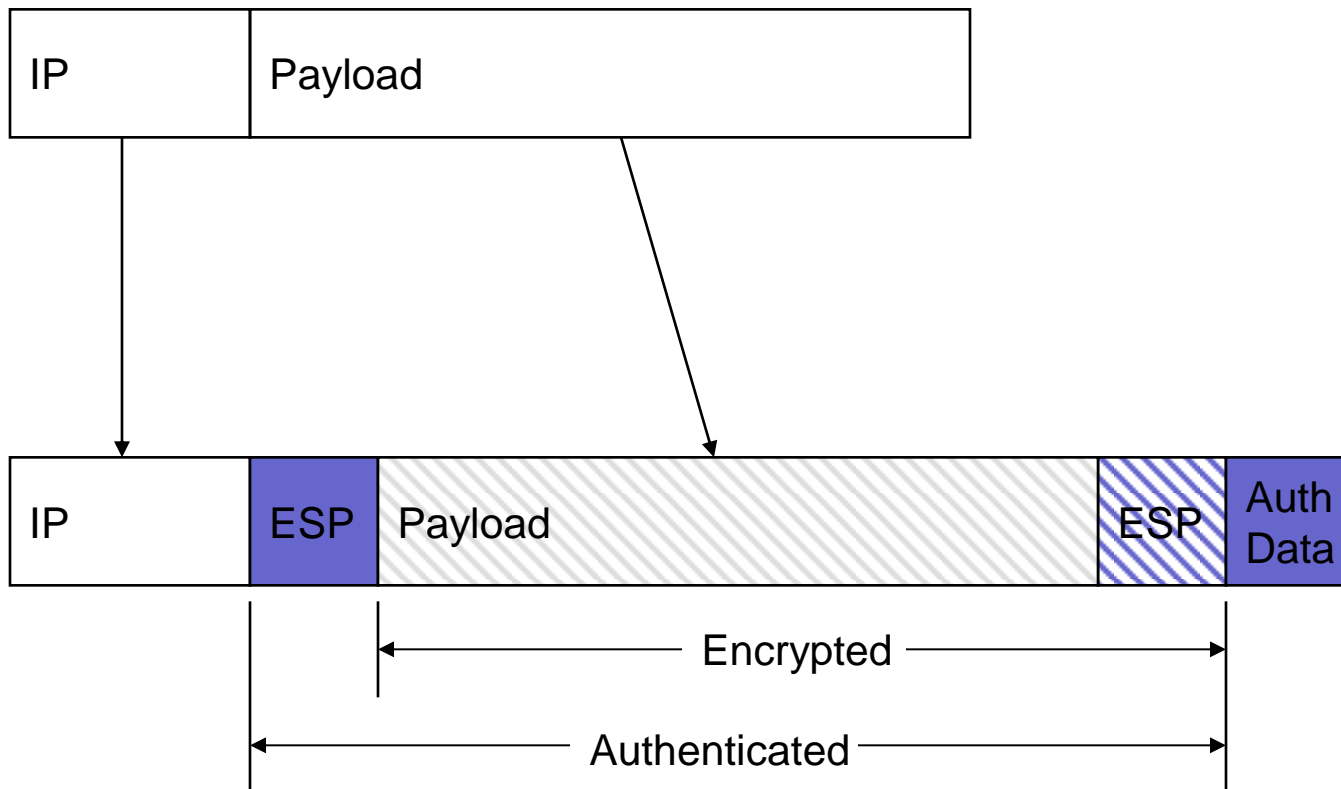 IP
Payload
IP
ESP
Payload
ESP
Auth
Data
Encrypted
Authenticated